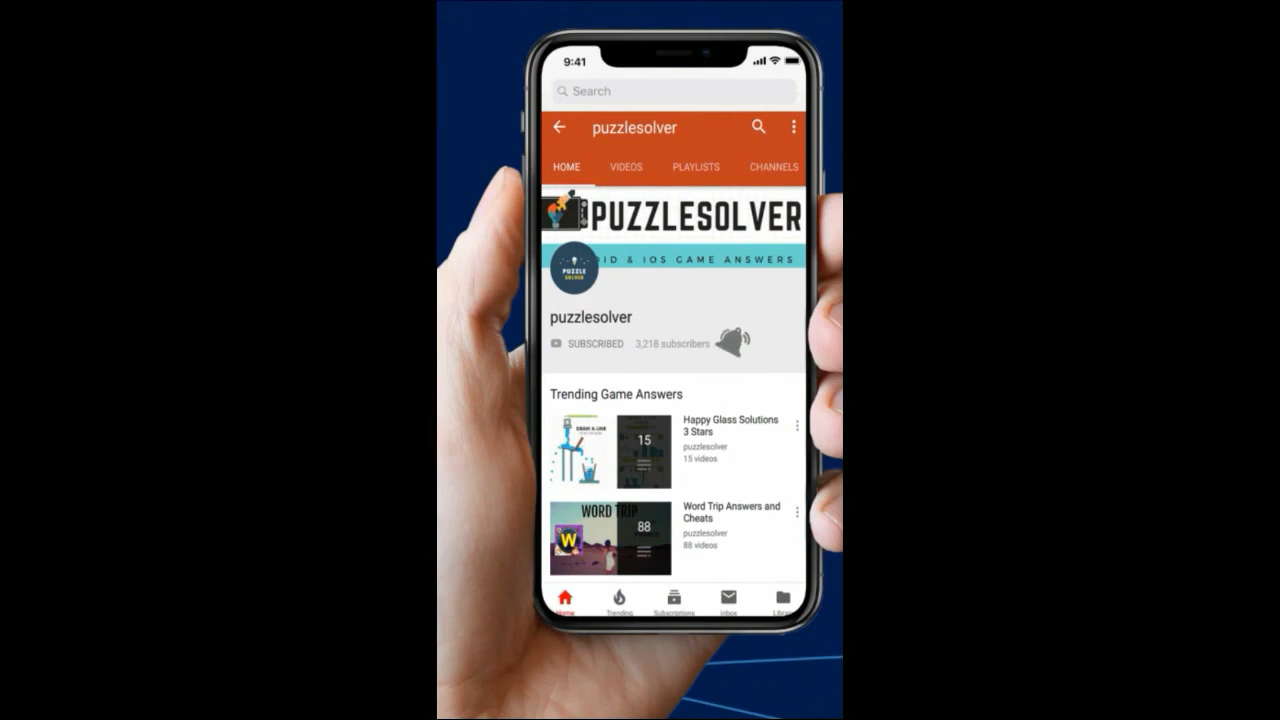 9:41
Search
puzzlesolver
HOME VIDEOS PLAYLISTS CHANNELS
PUZZLESOLVER
ID & IOS GAME ANSWERS
PUZZLE
SOLVER
puzzlesolver
SUBSCRIBED 3,218 subscribers
Trending Game Answers
DRAW A LINE
15
Happy Glass Solutions
3 Stars
puzzlesolver
15 videos
WORD TRIP
W
88
Word Trip Answers and
Cheats
puzzlesolver
88 videos
Home Trending Subscriptions Inbox